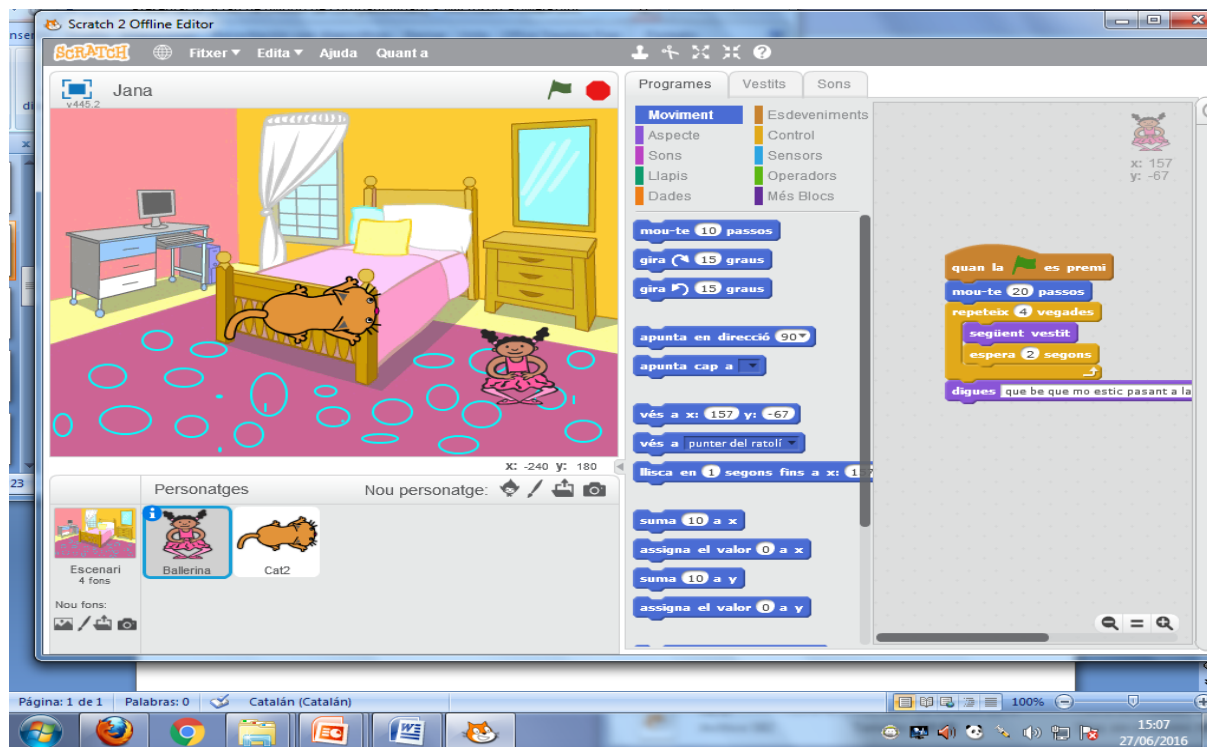 Scratch 2 Offline Editor
SCRATCH Fitxer Edita Ajuda Quant a
Jana
v445.2
Programes Vestits Sons
Moviment Esdeveniments
Aspecte Control
Sons Sensors
Llapis Operadors
Dades Més Blocs
mou-te 10 passos
gira 15 graus
gira 15 graus
apunta en direcció 90
apunta cap a
vés a x: 157 y: -67
vés a punter del ratolí
llisca en 1 segons fins a x: 157
suma 10 a x
assigna el valor 0 a x
suma 10 a y
assigna el valor 0 a y
x: 157
y: -67
quan la es premi
mou-te 20 passos
repeteix 4 vegades
següent vestit
espera 2 segons
digues que be que mo estic pasant a la
x: -240 y: 180
Personatges Nou personatge:
Escenari
4 fons
Nou fons:
Ballerina
Cat2
23
Página: 1 de 1 Palabras: 0 Catalán (Catalán) 100%
15:07
27/06/2016